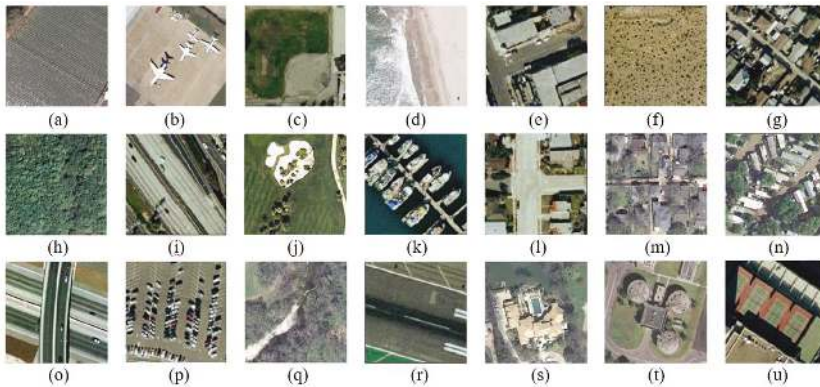 (a) (b) (c) (d) (e) (f) (g)
(h) (i) (j) (k) (l) (m) (n)
(o) (p) (q) (r) (s) (t) (u)